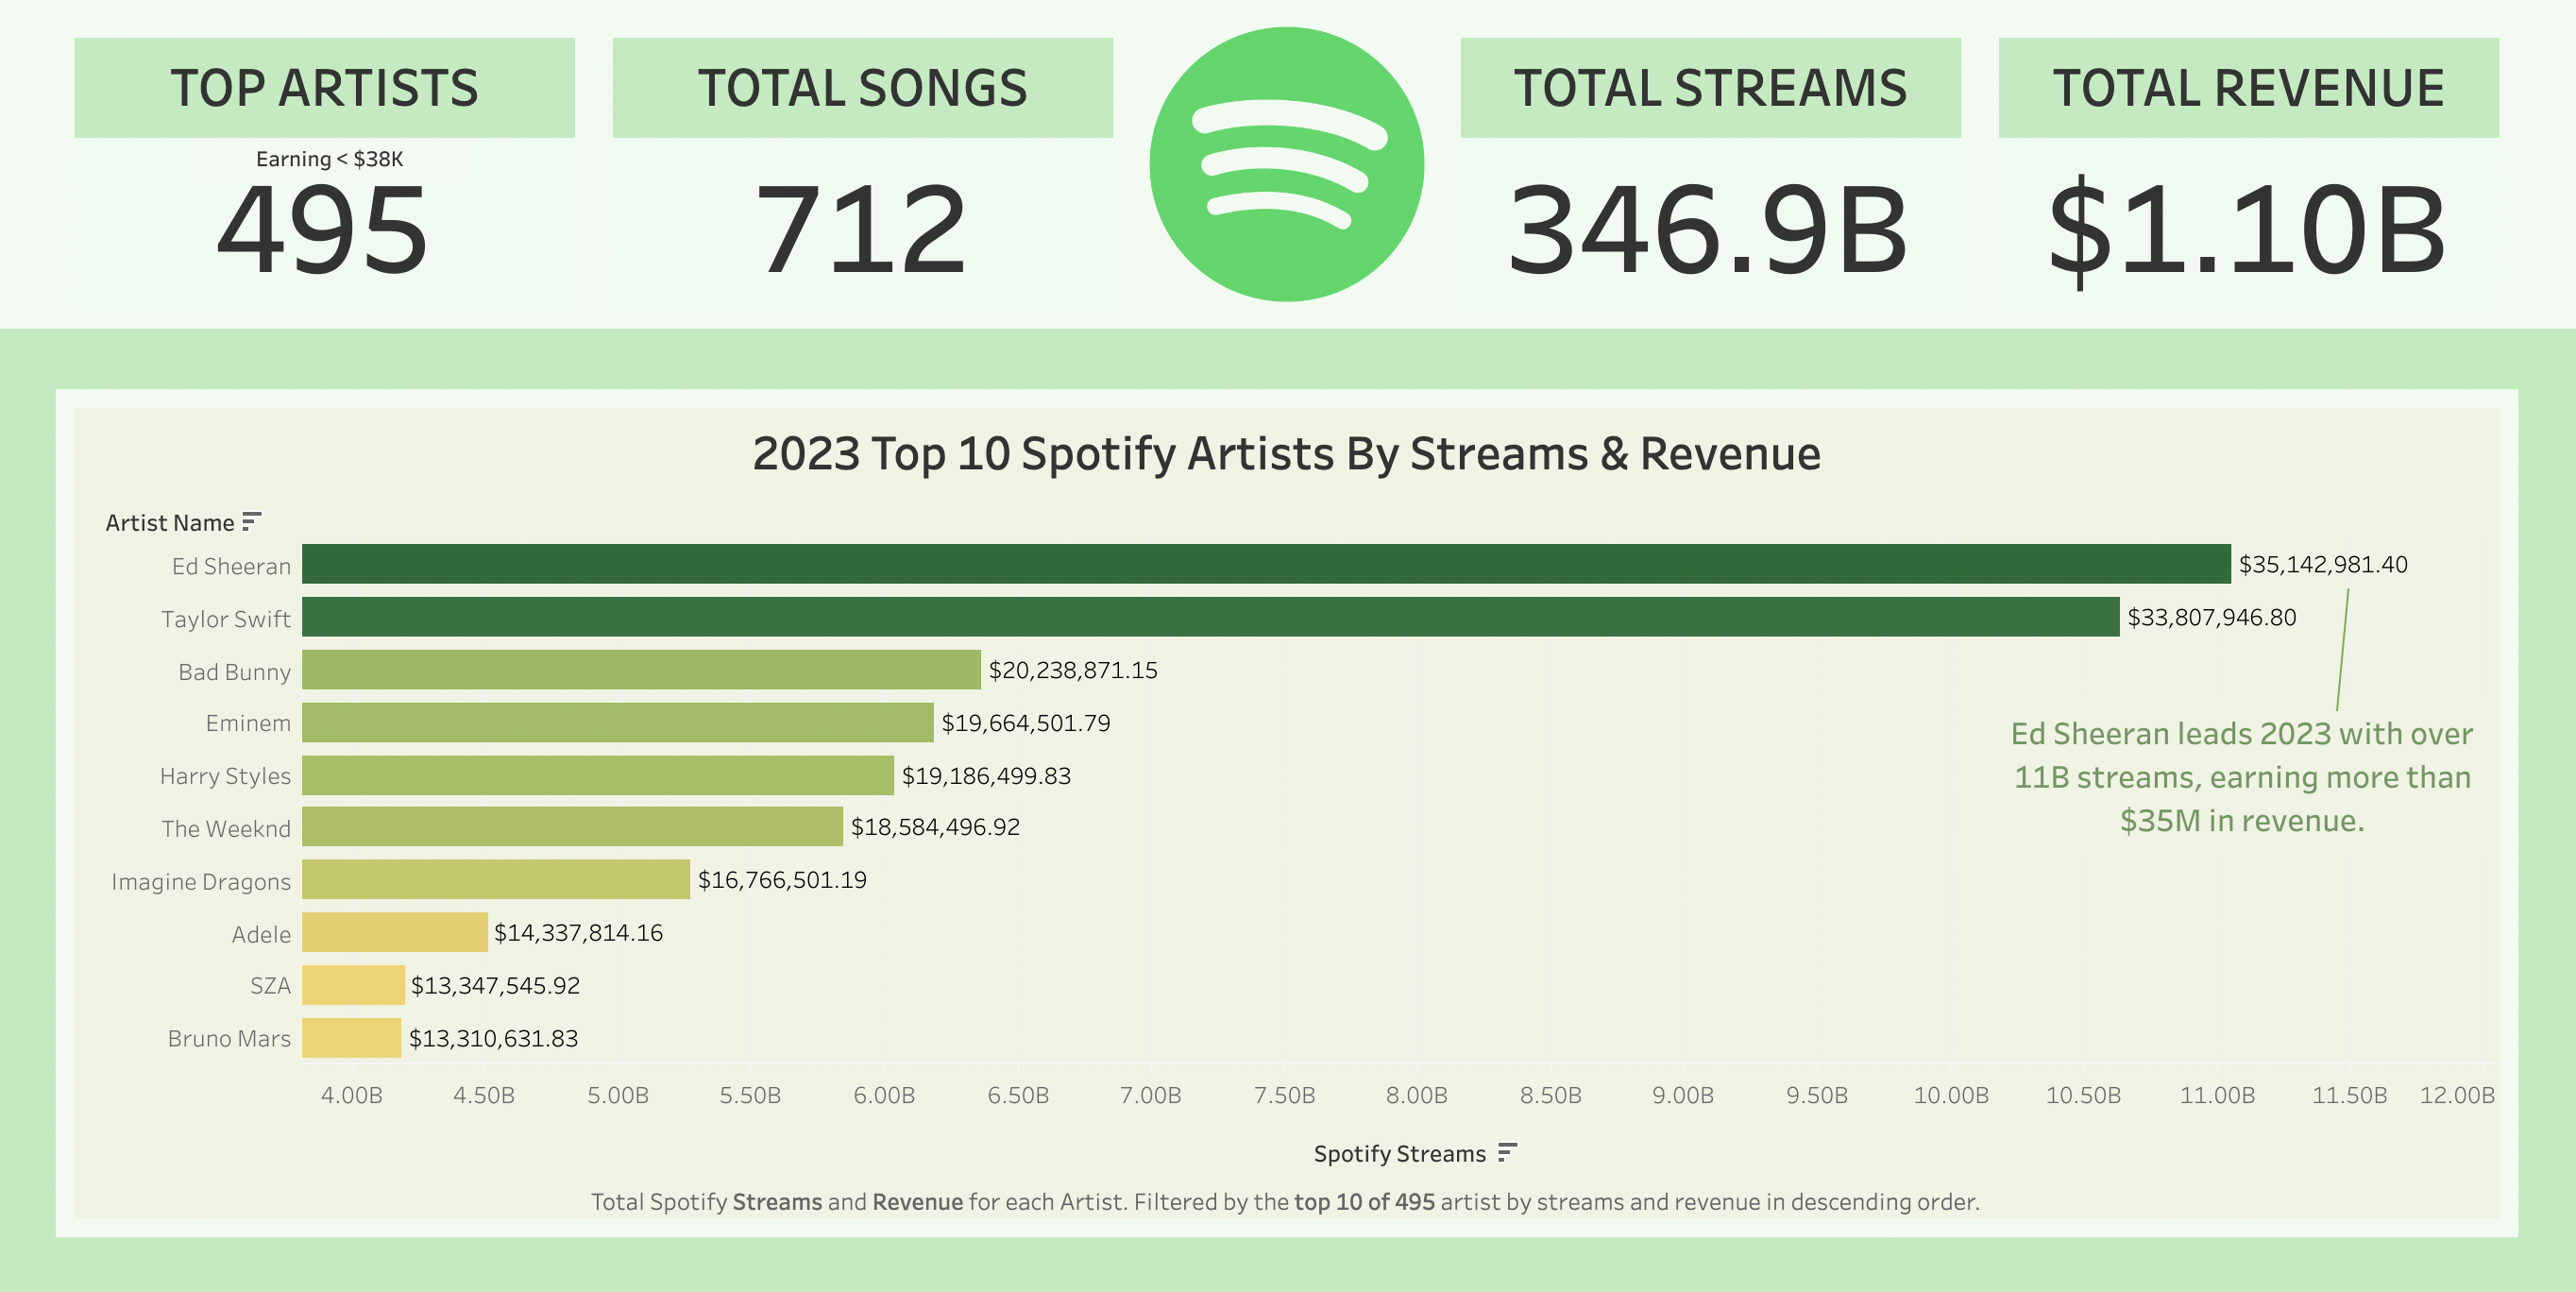 TOP ARTISTS
Earning < $38K
495
TOTAL SONGS
712
TOTAL STREAMS
346.9B
TOTAL REVENUE
$1.10B
2023 Top 10 Spotify Artists By Streams & Revenue
Artist Name
Ed Sheeran $35,142,981.40
Taylor Swift $33,807,946.80
Bad Bunny $20,238,871.15
Eminem $19,664,501.79
Harry Styles $19,186,499.83
The Weeknd $18,584,496.92
Imagine Dragons $16,766,501.19
Adele $14,337,814.16
SZA $13,347,545.92
Bruno Mars $13,310,631.83
Ed Sheeran leads 2023 with over
11B streams, earning more than
$35M in revenue.
4.00B 4.50B 5.00B 5.50B 6.00B 6.50B 7.00B 7.50B 8.00B 8.50B 9.00B 9.50B 10.00B 10.50B 11.00B 11.50B 12.00B
Spotify Streams
Total Spotify Streams and Revenue for each Artist. Filtered by the top 10 of 495 artist by streams and revenue in descending order.